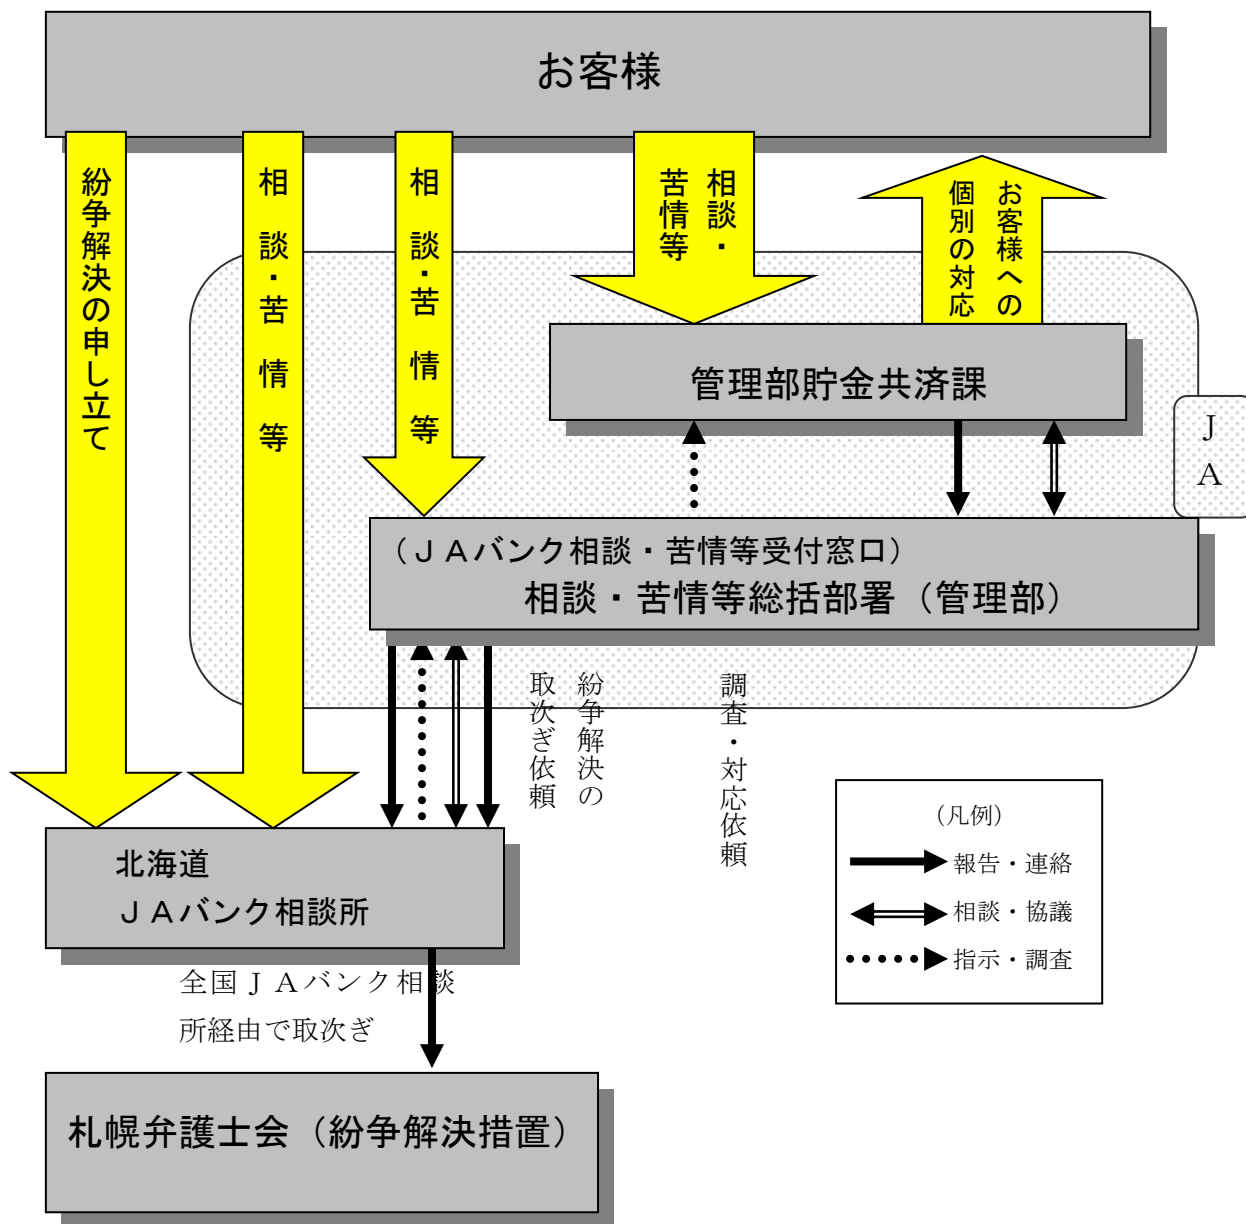 お客様
紛争解決の申し立て
相談・苦情等
相談・苦情等
相談・
苦情等
お客様への
個別の対応
管理部貯金共済課
JA
(JAバンク相談・苦情等受付窓口)
相談・苦情等総括部署(管理部)
紛争解決の
取次ぎ依頼
調査・対応依頼
(凡例)
報告・連絡
相談・協議
指示・調査
北海道
JAバンク相談所
全国JAバンク相談
所経由で取次ぎ
札幌弁護士会(紛争解決措置)